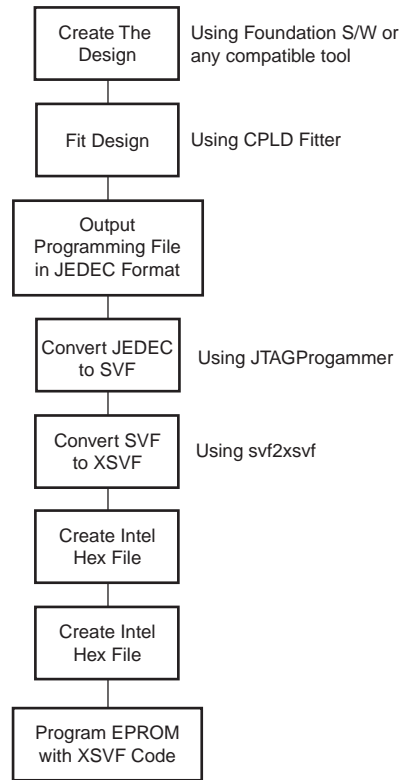 Create The
Design
Using Foundation S/W or
any compatible tool
Fit Design
Using CPLD Fitter
Output
Programming File
in JEDEC Format
Convert JEDEC
to SVF
Using JTAGProgammer
Convert SVF
to XSVF
Using svf2xsvf
Create Intel
Hex File
Create Intel
Hex File
Program EPROM
with XSVF Code